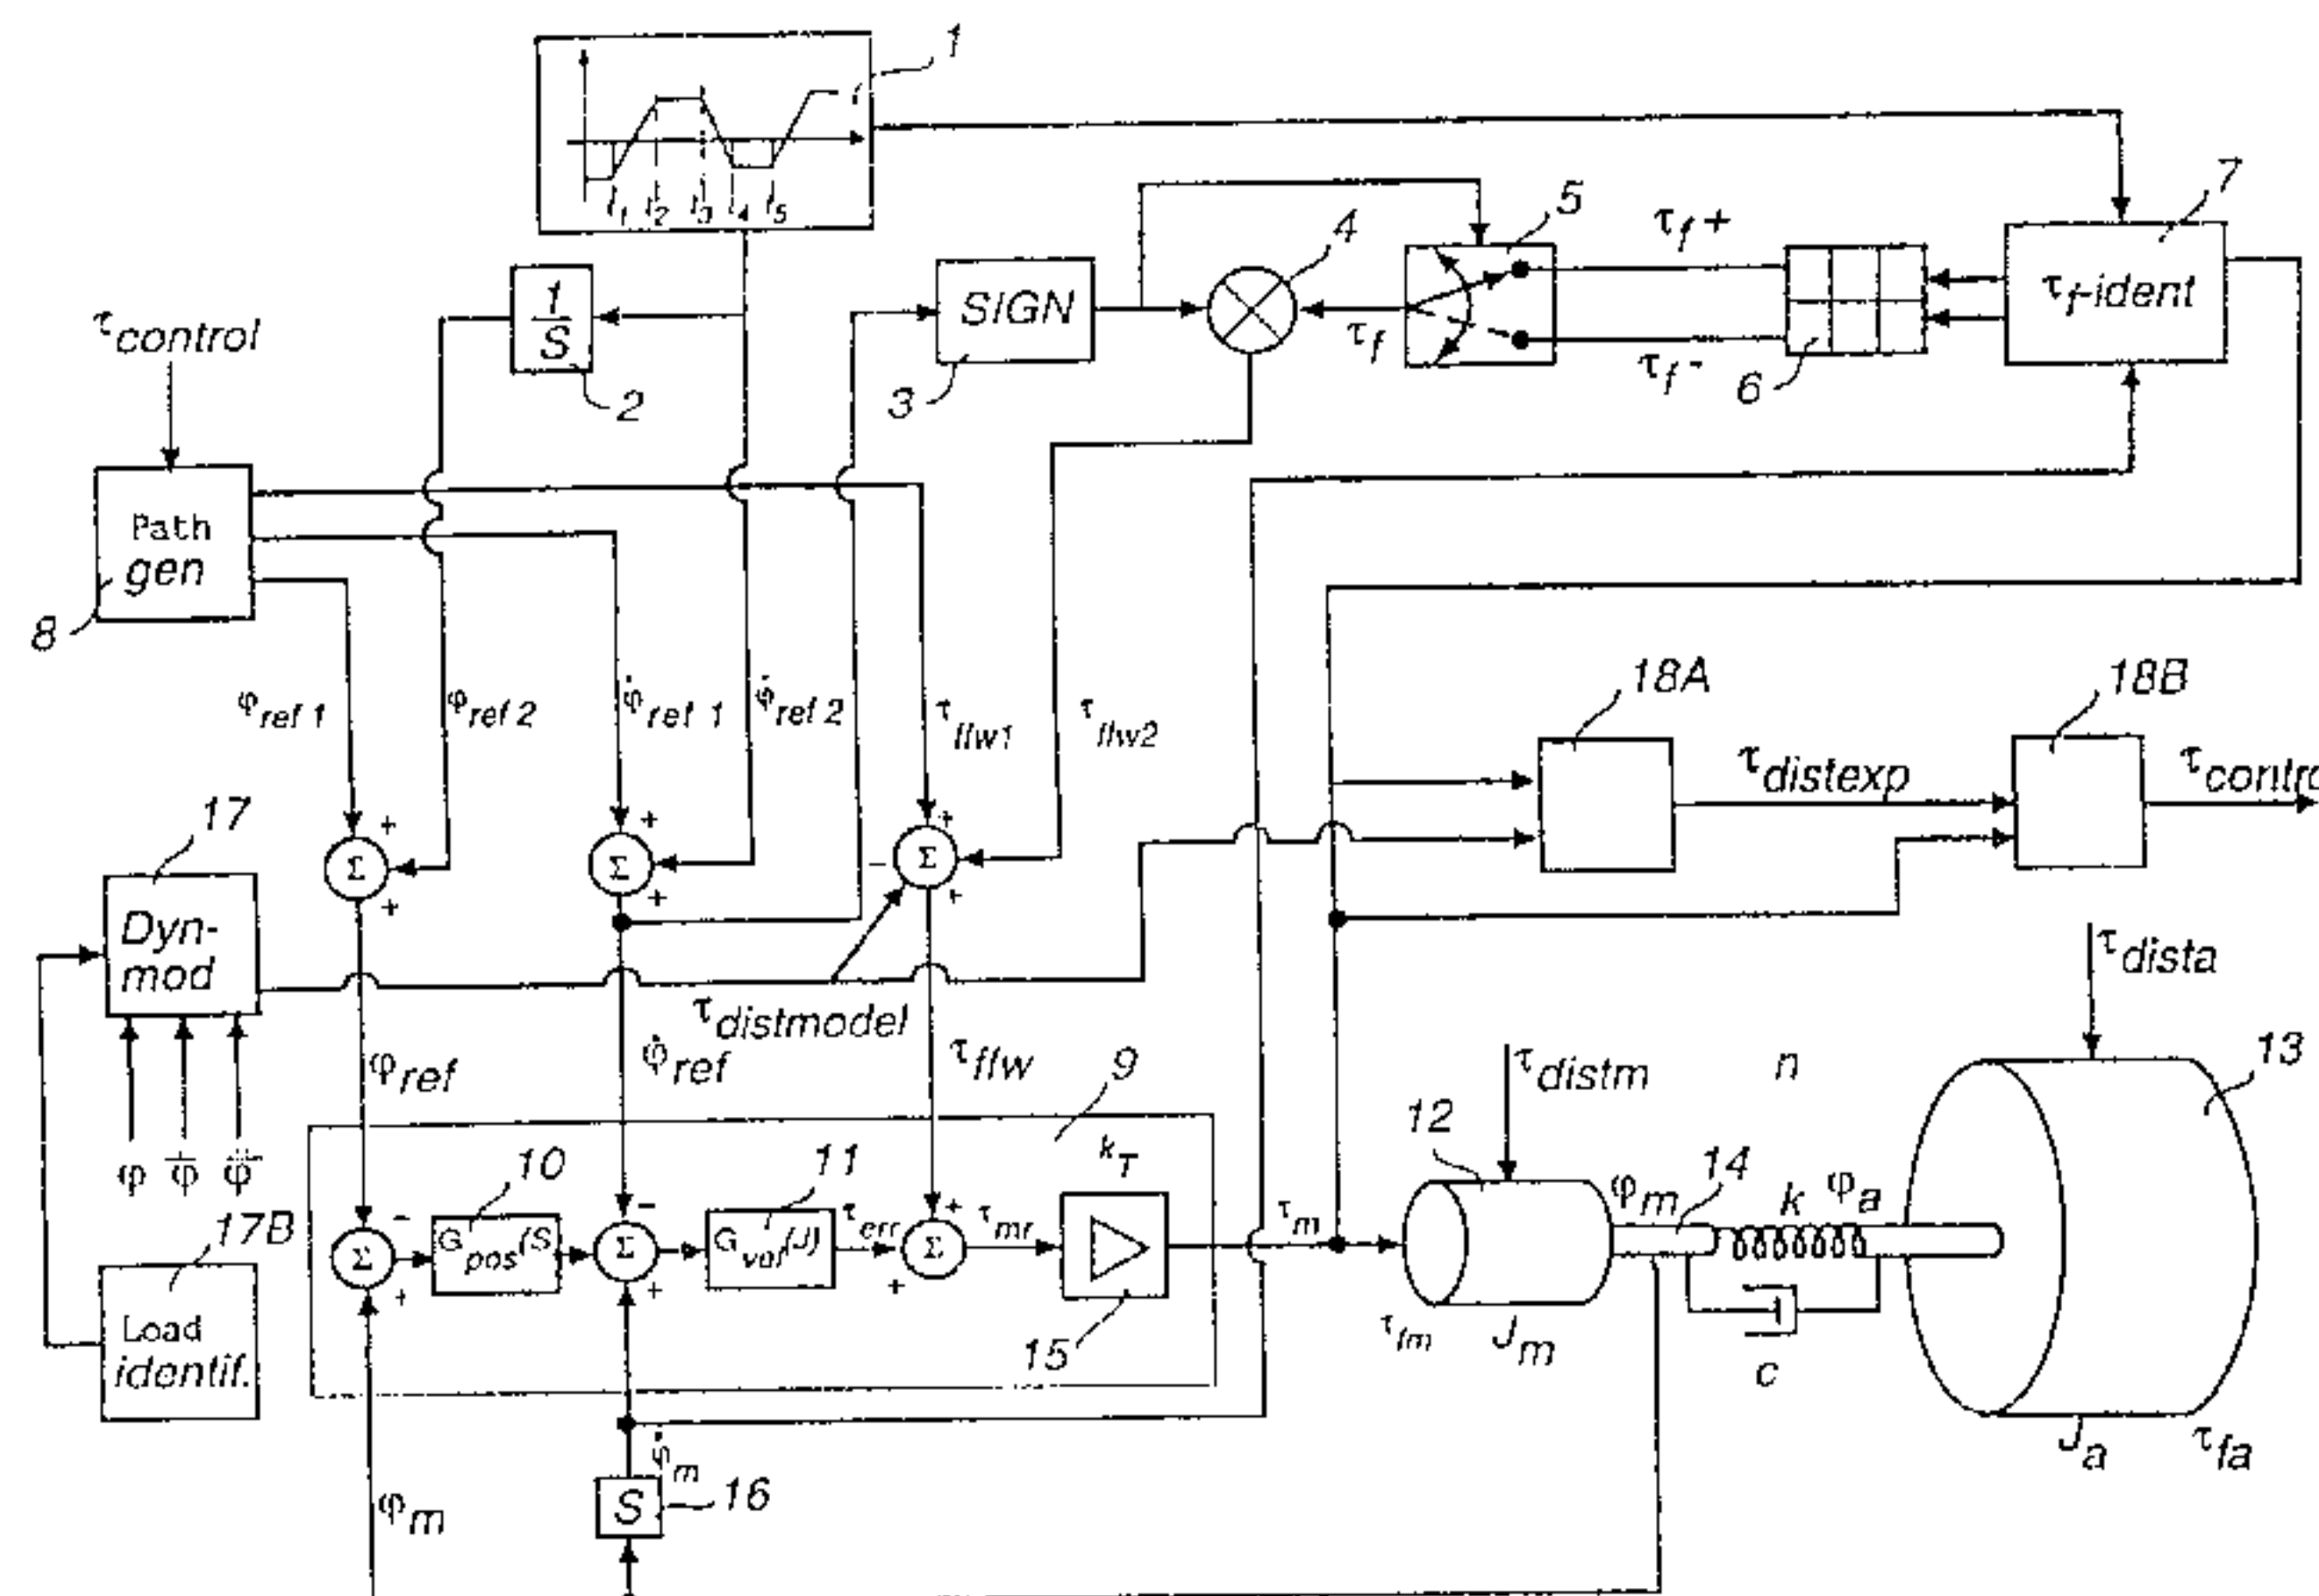 1
t1 t2 t3 t4 t5
7
5
τf+
4
1/S
SIGN
τf-ident
τcontrol
τf
τf-
2
3
6
Path
gen
8
18A
18B
φref 1
φref 2
φ̇ref 1
φ̇ref 2
τffw1
τffw2
τdistexp
τcontro
17
+
+
+
Σ
Σ
- Σ
+
+
+
Dyn-
mod
τdista
τdistmodel
φref
φ̇ref
τffw
9
τdistm
n
13
12
kT
φ
φ̇
φ̈
10
11
φm
14
k
φa
17B
-
-
+
Σ
Gpos(S
Σ
Gvel(J)
τerr
Σ
τmr
τm
+
+
+
Load
identif.
15
τfm
Jm
c
Ja
τfa
φ̇m
φm
S
16